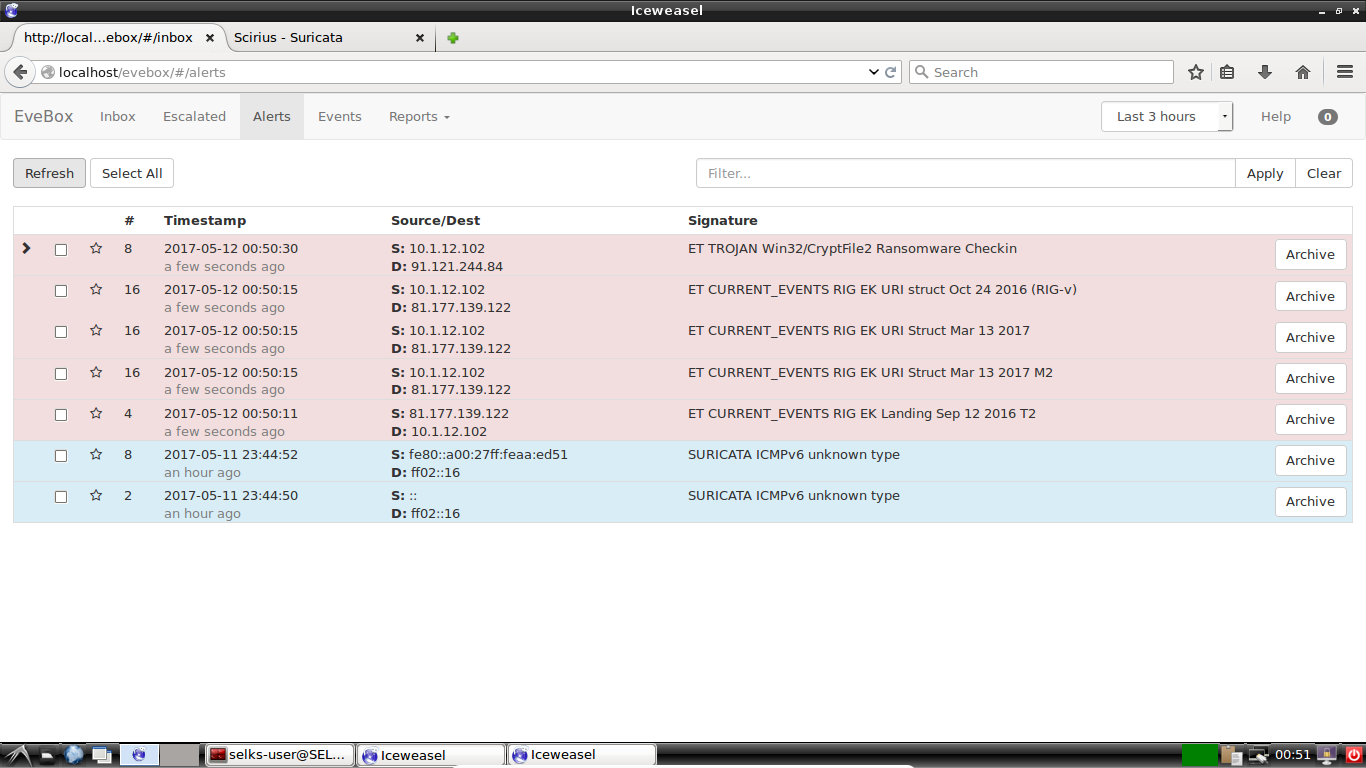 Iceweasel
http://local...ebox/#/inbox
Scirius - Suricata
localhost/evebox/#/alerts
Search
EveBox Inbox Escalated Alerts Events Reports Last 3 hours Help 0
Refresh Select All Filter... Apply Clear
# Timestamp Source/Dest Signature
8 2017-05-12 00:50:30 S: 10.1.12.102 ET TROJAN Win32/CryptFile2 Ransomware Checkin Archive
a few seconds ago D: 91.121.244.84
16 2017-05-12 00:50:15 S: 10.1.12.102 ET CURRENT_EVENTS RIG EK URI struct Oct 24 2016 (RIG-v) Archive
a few seconds ago D: 81.177.139.122
16 2017-05-12 00:50:15 S: 10.1.12.102 ET CURRENT_EVENTS RIG EK URI Struct Mar 13 2017 Archive
a few seconds ago D: 81.177.139.122
16 2017-05-12 00:50:15 S: 10.1.12.102 ET CURRENT_EVENTS RIG EK URI Struct Mar 13 2017 M2 Archive
a few seconds ago D: 81.177.139.122
4 2017-05-12 00:50:11 S: 81.177.139.122 ET CURRENT_EVENTS RIG EK Landing Sep 12 2016 T2 Archive
a few seconds ago D: 10.1.12.102
8 2017-05-11 23:44:52 S: fe80::a00:27ff:feaa:ed51 SURICATA ICMPv6 unknown type Archive
an hour ago D: ff02::16
2 2017-05-11 23:44:50 S: :: SURICATA ICMPv6 unknown type Archive
an hour ago D: ff02::16
selks-user@SEL... Iceweasel Iceweasel 00:51